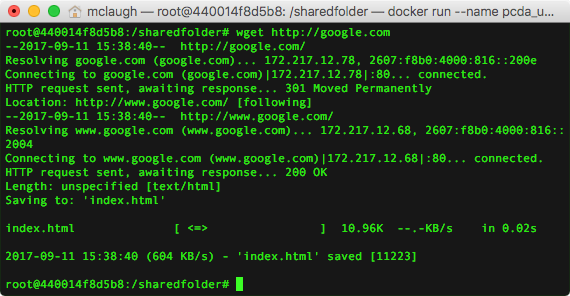 mclaugh — root@440014f8d5b8: /sharedfolder — docker run --name pcda_u...
root@440014f8d5b8:/sharedfolder# wget http://google.com
--2017-09-11 15:38:40--  http://google.com/
Resolving google.com (google.com)... 172.217.12.78, 2607:f8b0:4000:816::200e
Connecting to google.com (google.com)|172.217.12.78|:80... connected.
HTTP request sent, awaiting response... 301 Moved Permanently
Location: http://www.google.com/ [following]
--2017-09-11 15:38:40--  http://www.google.com/
Resolving www.google.com (www.google.com)... 172.217.12.68, 2607:f8b0:4000:816::
2004
Connecting to www.google.com (www.google.com)|172.217.12.68|:80... connected.
HTTP request sent, awaiting response... 200 OK
Length: unspecified [text/html]
Saving to: 'index.html'
index.html              [ <=>                ]  10.96K  --.-KB/s    in 0.02s
2017-09-11 15:38:40 (604 KB/s) - 'index.html' saved [11223]
root@440014f8d5b8:/sharedfolder#